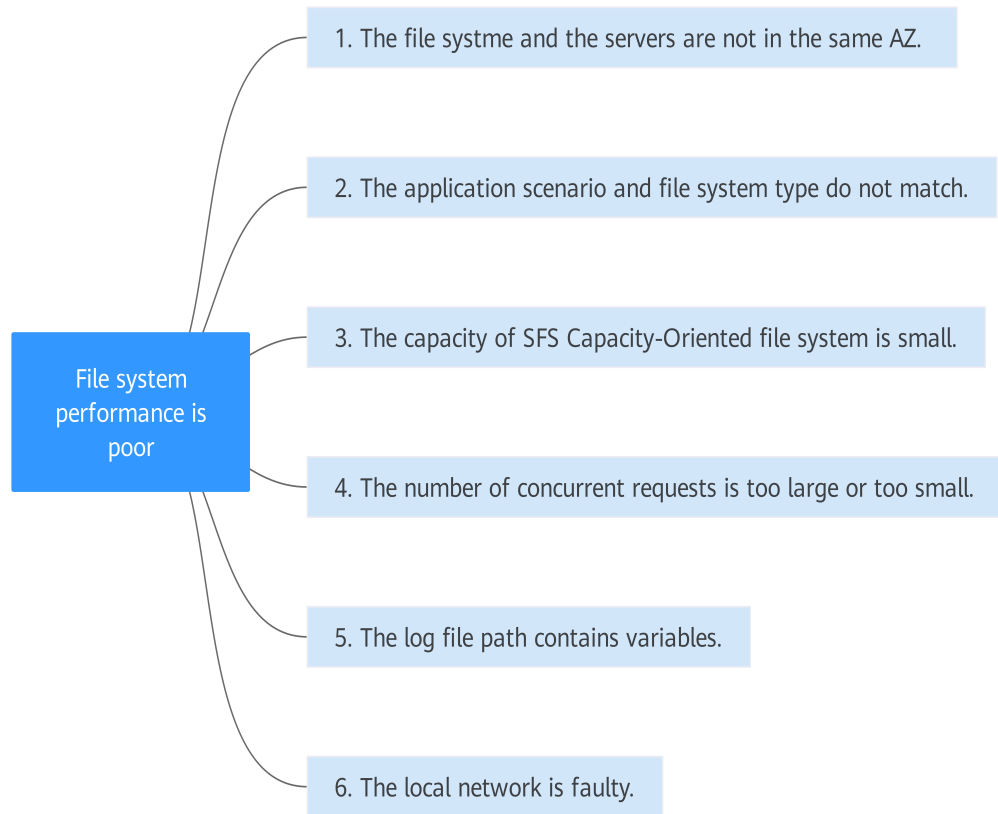 1. The file systme and the servers are not in the same AZ.
2. The application scenario and file system type do not match.
3. The capacity of SFS Capacity-Oriented file system is small.
File system
performance is
poor
4. The number of concurrent requests is too large or too small.
5. The log file path contains variables.
6. The local network is faulty.